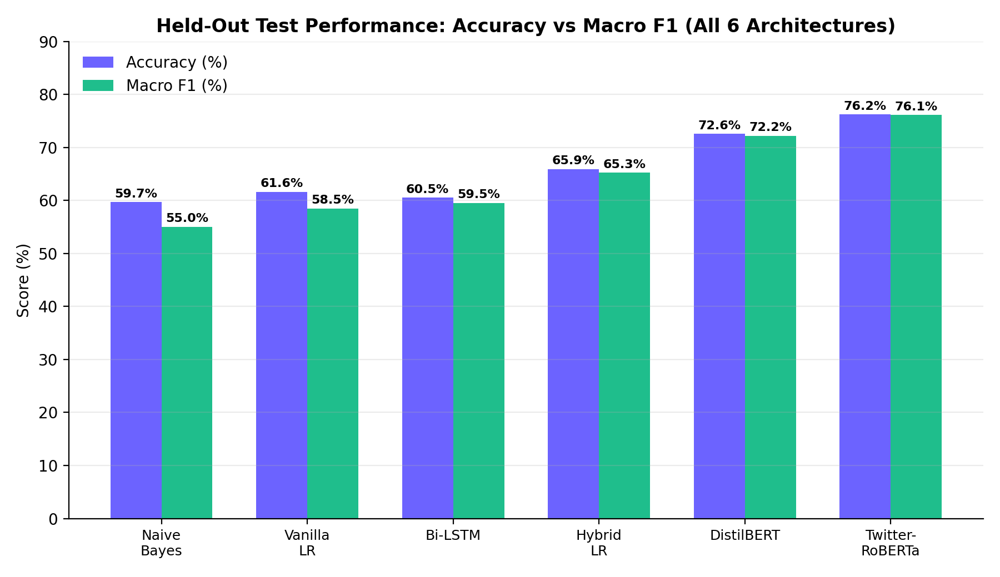 Held-Out Test Performance: Accuracy vs Macro F1 (All 6 Architectures)
Accuracy (%)
Macro F1 (%)
Score (%)
90
80
70
60
50
40
30
20
10
0
59.7%
55.0%
61.6%
58.5%
60.5%
59.5%
65.9%
65.3%
72.6%
72.2%
76.2%
76.1%
Naive
Bayes
Vanilla
LR
Bi-LSTM
Hybrid
LR
DistilBERT
Twitter-
RoBERTa